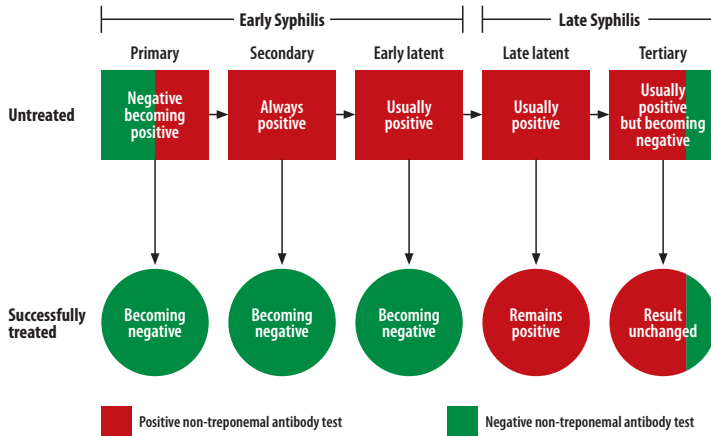 Early Syphilis
Late Syphilis
Primary
Secondary
Early latent
Late latent
Tertiary
Untreated
Negative
becoming
positive
Always
positive
Usually
positive
Usually
positive
Usually
positive
but becoming
negative
Successfully
treated
Becoming
negative
Becoming
negative
Becoming
negative
Remains
positive
Result
unchanged
Positive non-treponemal antibody test
Negative non-treponemal antibody test